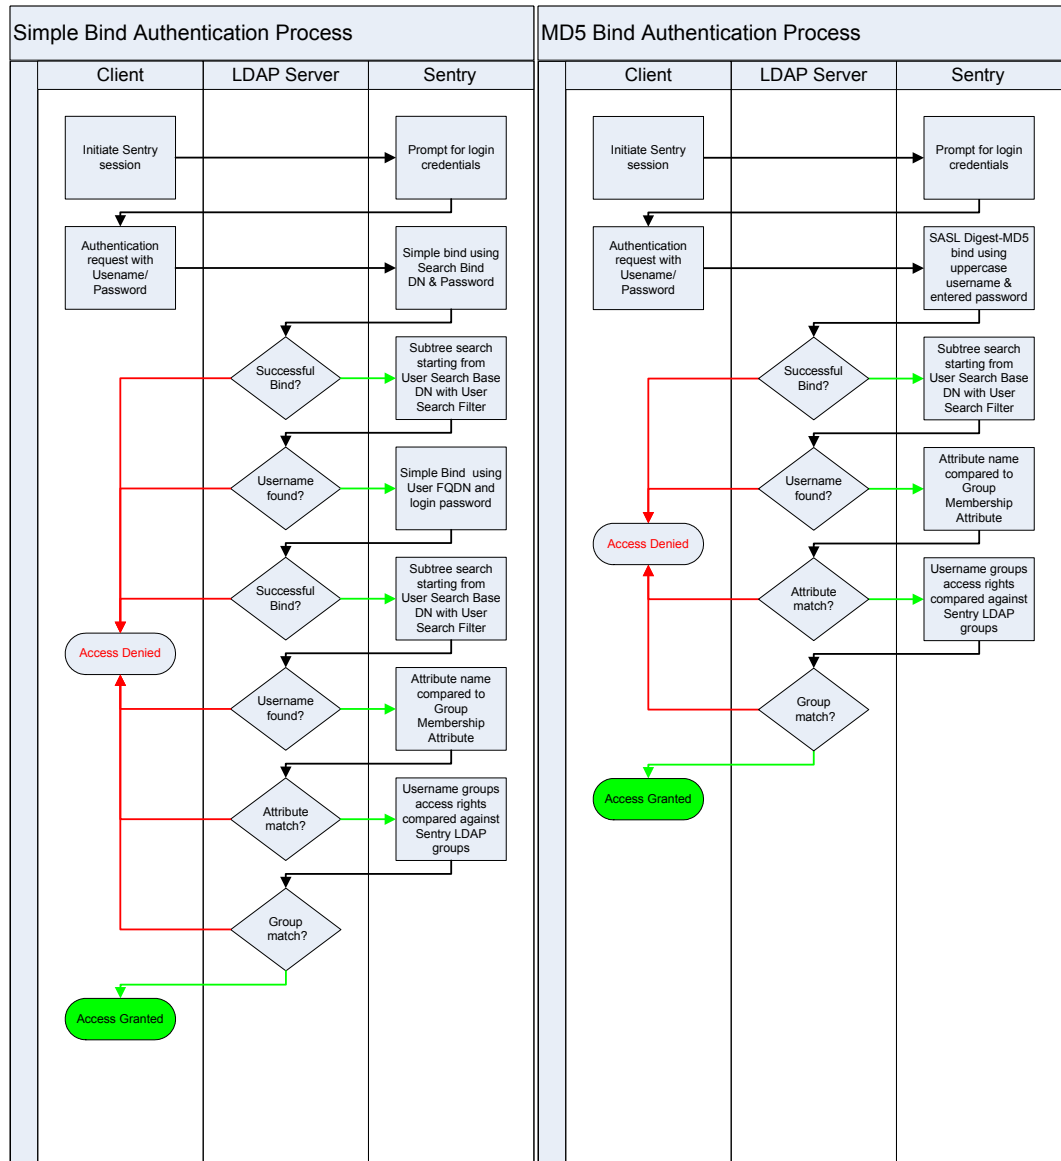 Simple Bind Authentication Process
Client
LDAP Server
Sentry
Initiate Sentry
session
Prompt for login
credentials
Authentication
request with
Usename/
Password
Simple bind using
Search Bind
DN & Password
Successful
Bind?
Subtree search
starting from
User Search Base
DN with User
Search Filter
Username
found?
Simple Bind using
User FQDN and
login password
Successful
Bind?
Subtree search
starting from
User Search Base
DN with User
Search Filter
Access Denied
Username
found?
Attribute name
compared to
Group
Membership
Attribute
Attribute
match?
Username groups
access rights
compared against
Sentry LDAP
groups
Group
match?
Access Granted
MD5 Bind Authentication Process
Client
LDAP Server
Sentry
Initiate Sentry
session
Prompt for login
credentials
Authentication
request with
Usename/
Password
SASL Digest-MD5
bind using
uppercase
username &
entered password
Successful
Bind?
Subtree search
starting from
User Search Base
DN with User
Search Filter
Username
found?
Attribute name
compared to
Group
Membership
Attribute
Access Denied
Attribute
match?
Username groups
access rights
compared against
Sentry LDAP
groups
Group
match?
Access Granted